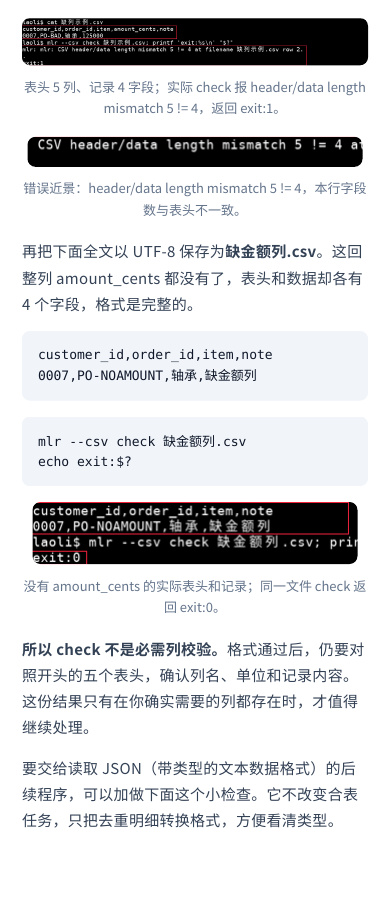 laoli$ cat 缺列示例.csv
customer_id,order_id,item,amount_cents,note
0007,PO-BAD,轴承,125000
laoli$ mlr --csv check 缺列示例.csv; printf 'exit:%s\n' "$?"
mlr: mlr: CSV header/data length mismatch 5 != 4 at filename 缺列示例.csv row 2.
exit:1
表头 5 列、记录 4 字段；实际 check 报 header/data length
mismatch 5 != 4，返回 exit:1。
CSV header/data length mismatch 5 != 4 at
错误近景：header/data length mismatch 5 != 4，本行字段
数与表头不一致。
再把下面全文以 UTF-8 保存为缺金额列.csv。这回
整列 amount_cents 都没有了，表头和数据却各有
4 个字段，格式是完整的。
customer_id,order_id,item,note
0007,PO-NOAMOUNT,轴承,缺金额列
mlr --csv check 缺金额列.csv
echo exit:$?
customer_id,order_id,item,note
0007,PO-NOAMOUNT,轴承,缺金额列
laoli$ mlr --csv check 缺金额列.csv; prin
exit:0
没有 amount_cents 的实际表头和记录；同一文件 check 返
回 exit:0。
所以 check 不是必需列校验。格式通过后，仍要对
照开头的五个表头，确认列名、单位和记录内容。
这份结果只有在你确实需要的列都存在时，才值得
继续处理。
要交给读取 JSON（带类型的文本数据格式）的后
续程序，可以加做下面这个小检查。它不改变合表
任务，只把去重明细转换格式，方便看清类型。